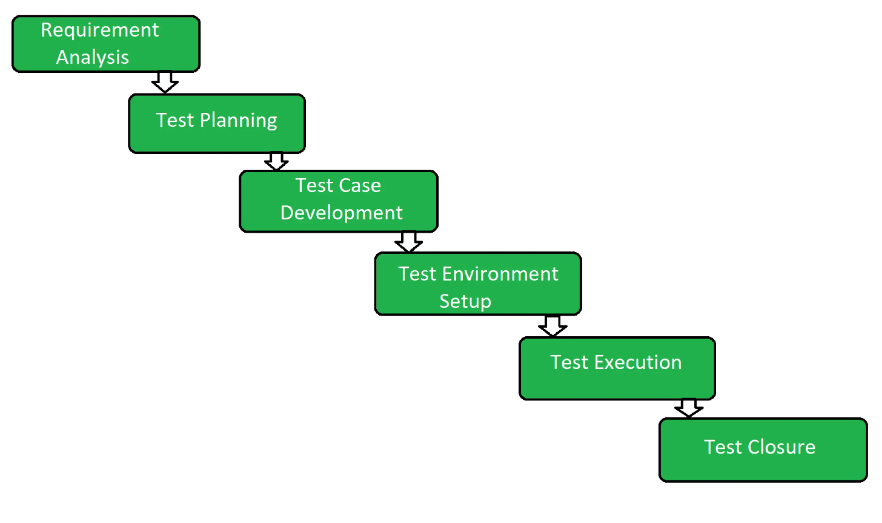 Requirement
Analysis
Test Planning
Test Case
Development
Test Environment
Setup
Test Execution
Test Closure